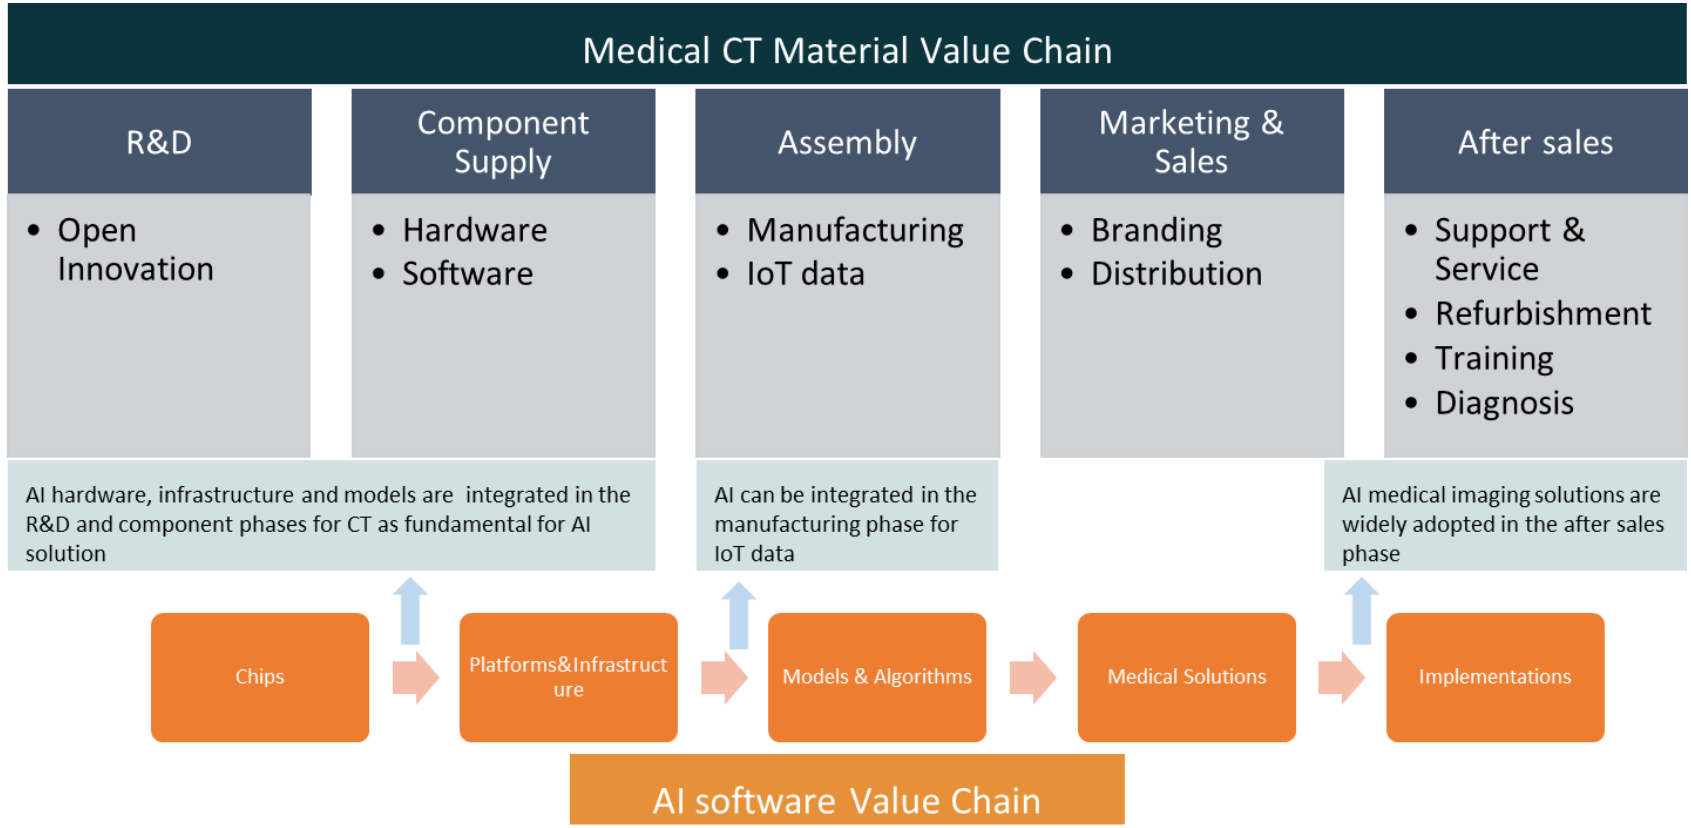 Medical CT Material Value Chain
R&D
Component
Supply
Assembly
Marketing &
Sales
After sales
• Open
Innovation
• Hardware
• Software
• Manufacturing
• IoT data
• Branding
• Distribution
• Support &
Service
• Refurbishment
• Training
• Diagnosis
AI hardware, infrastructure and models are integrated in the
R&D and component phases for CT as fundamental for AI
solution
AI can be integrated in the
manufacturing phase for
IoT data
AI medical imaging solutions are
widely adopted in the after sales
phase
Chips
Platforms&Infrastruct
ure
Models & Algorithms
Medical Solutions
Implementations
AI software Value Chain